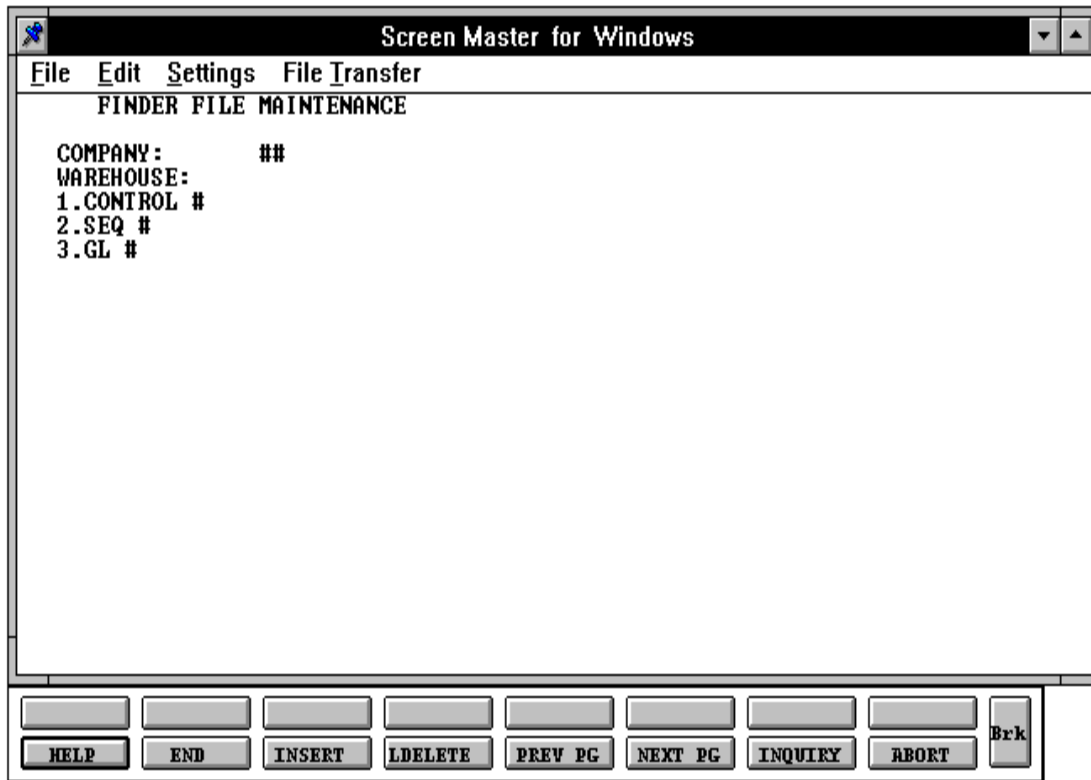 Screen Master for Windows
File Edit Settings File Transfer
FINDER FILE MAINTENANCE
COMPANY: ##
WAREHOUSE:
1.CONTROL #
2.SEQ #
3.GL #
Brk
HELP END INSERT LDELETE PREV PG NEXT PG INQUIRY ABORT